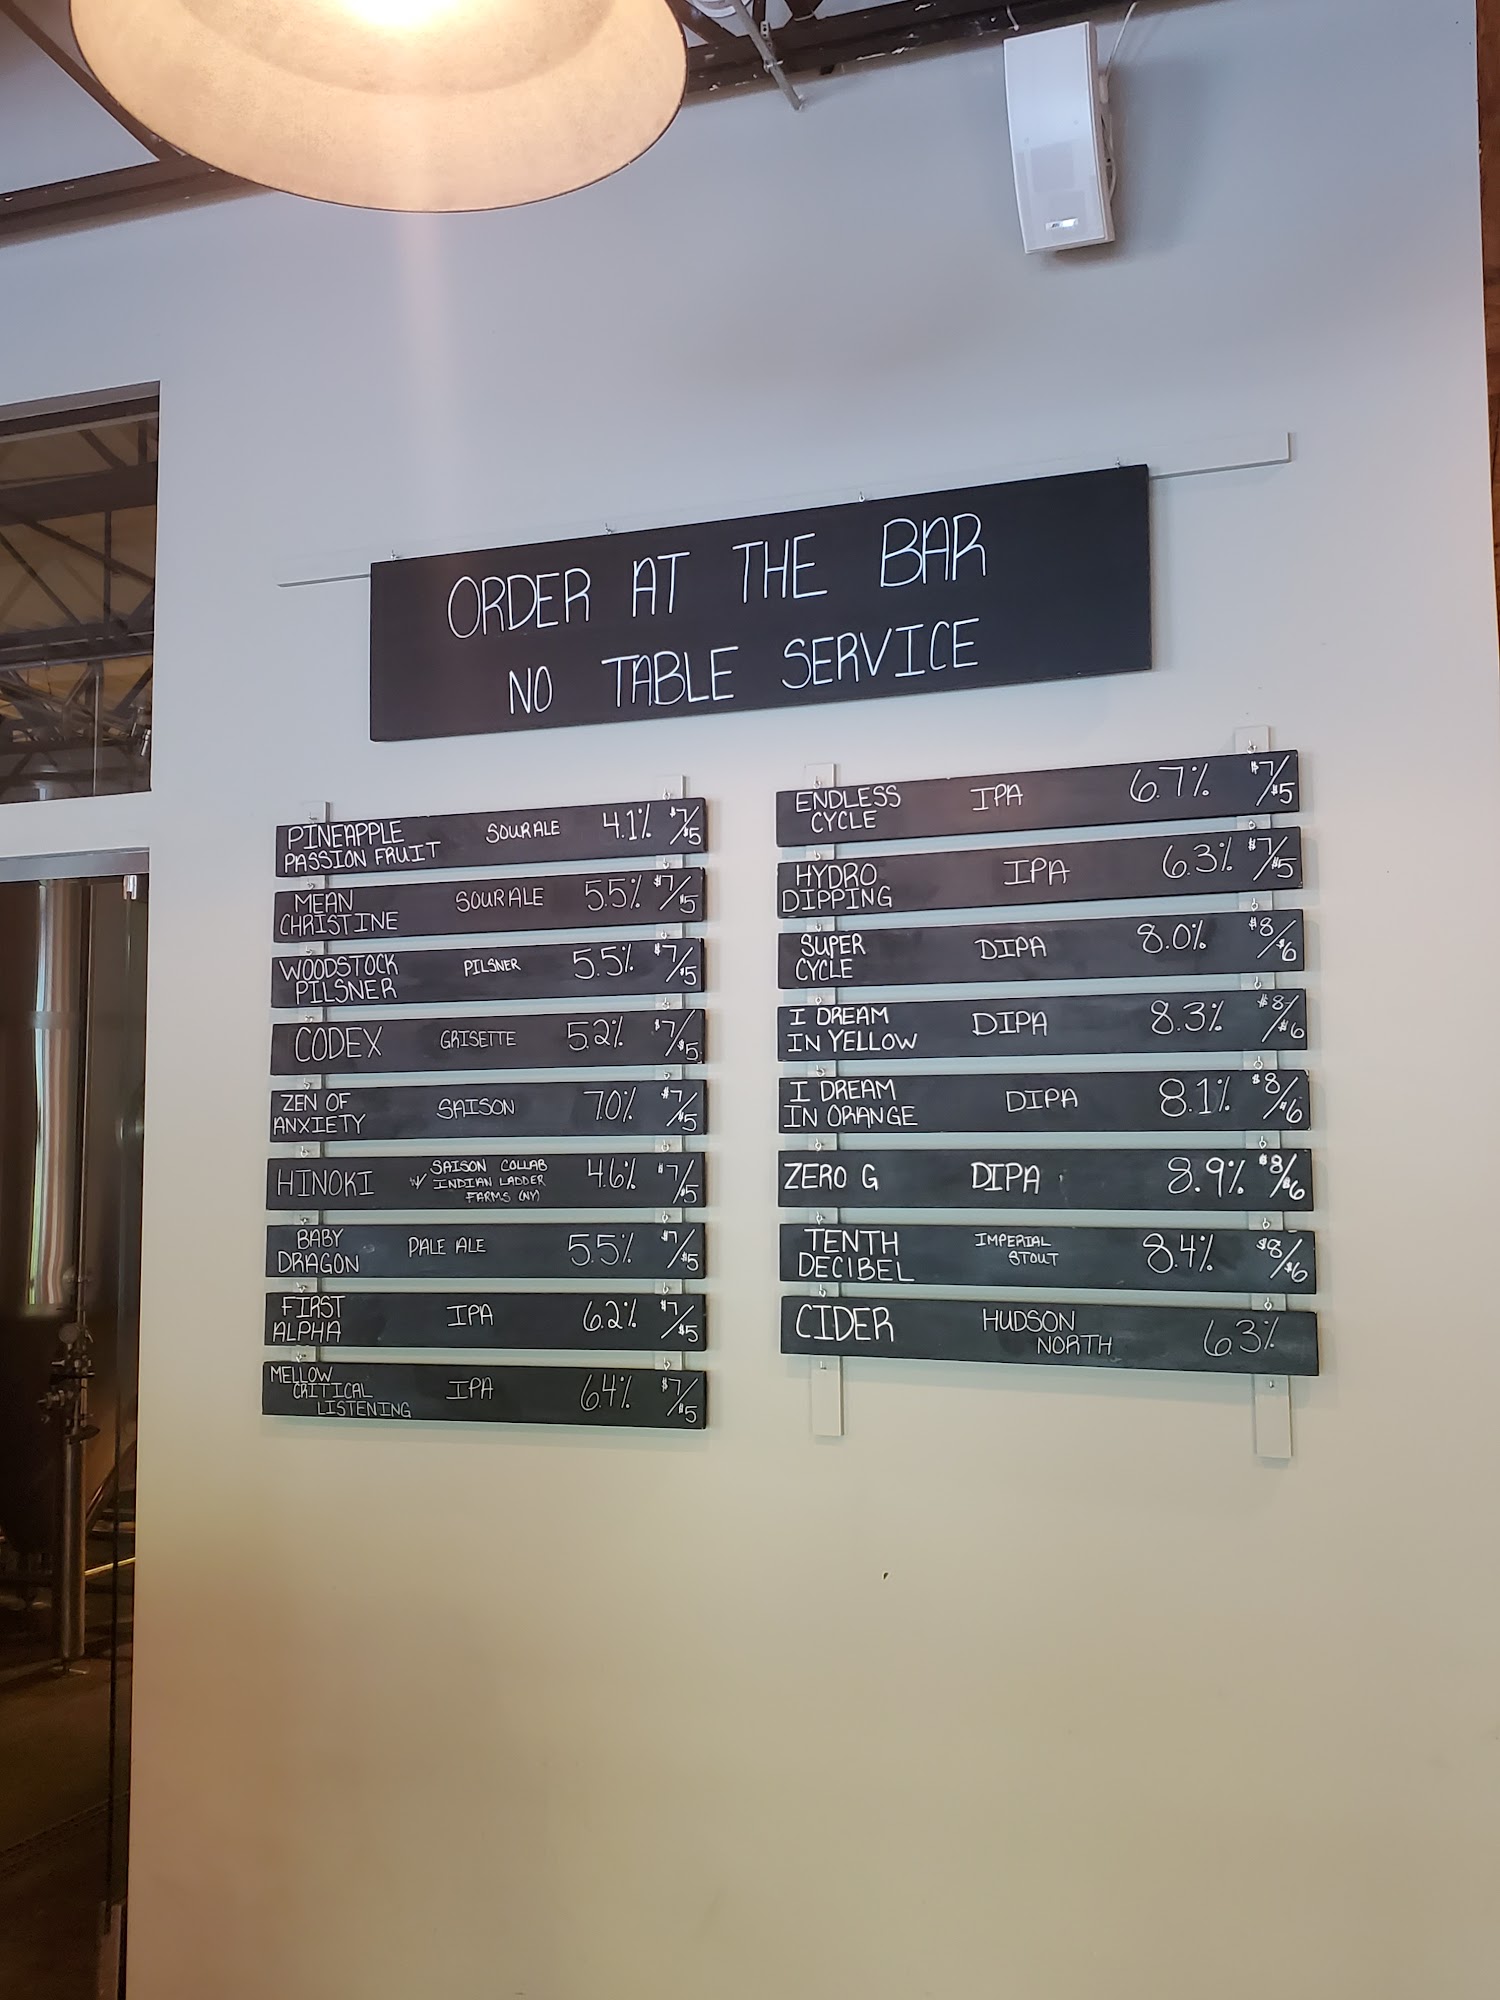 ORDER AT THE BAR
NO TABLE SERVICE
PINEAPPLE PASSION FRUIT SOUR ALE 4.1% $7/$5
MEAN CHRISTINE SOUR ALE 5.5% $7/$5
WOODSTOCK PILSNER PILSNER 5.5% $7/$5
CODEX GRISETTE 5.2% $7/$5
ZEN OF ANXIETY SAISON 7.0% $7/$5
HINOKI SAISON COLLAB W/ INDIAN LADDER FARMS (NY) 4.6% $7/$5
BABY DRAGON PALE ALE 5.5% $7/$5
FIRST ALPHA IPA 6.2% $7/$5
MELLOW CRITICAL LISTENING IPA 6.4% $7/$5
ENDLESS CYCLE IPA 6.7% $7/$5
HYDRO DIPPING IPA 6.3% $7/$5
SUPER CYCLE DIPA 8.0% $8/$6
I DREAM IN YELLOW DIPA 8.3% $8/$6
I DREAM IN ORANGE DIPA 8.1% $8/$6
ZERO G DIPA 8.9% $8/$6
TENTH DECIBEL IMPERIAL STOUT 8.4% $8/$6
CIDER HUDSON NORTH 6.3%